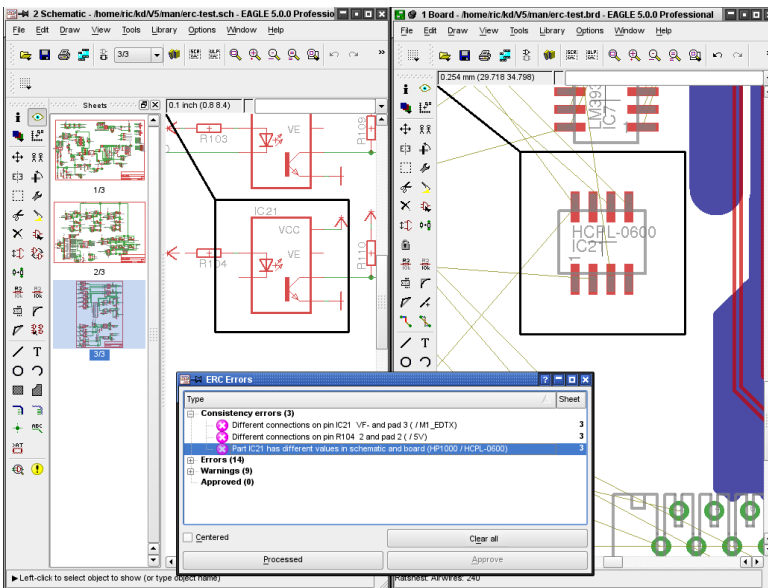 2 Schematic - /home/ric/kd/V5/man/erc-test.sch - EAGLE 5.0.0 Professio
File Edit Draw View Tools Library Options Window Help
3/3
Sheets
0.1 inch (0.8 8.4)
1/3
2/3
3/3
R103
VE
R109
IC21
VCC
VE
R104
R110
1 Board - /home/ric/kd/V5/man/erc-test.brd - EAGLE 5.0.0 Professional
File Edit Draw View Tools Library Options Window Help
0.254 mm (29.718 34.798)
LM393
IC7
HCPL-0600
IC21
1
ERC Errors
Type
Sheet
Consistency errors (3)
Different connections on pin IC21 VF- and pad 3 ( / M1_EDTX) 3
Different connections on pin R104 2 and pad 2 ( / 5V) 3
Part IC21 has different values in schematic and board (HP1000 / HCPL-0600) 3
Errors (14)
Warnings (9)
Approved (0)
Centered
Clear all
Processed
Approve
Left-click to select object to show (or type object name)
Ratsnest: Airwires: 240